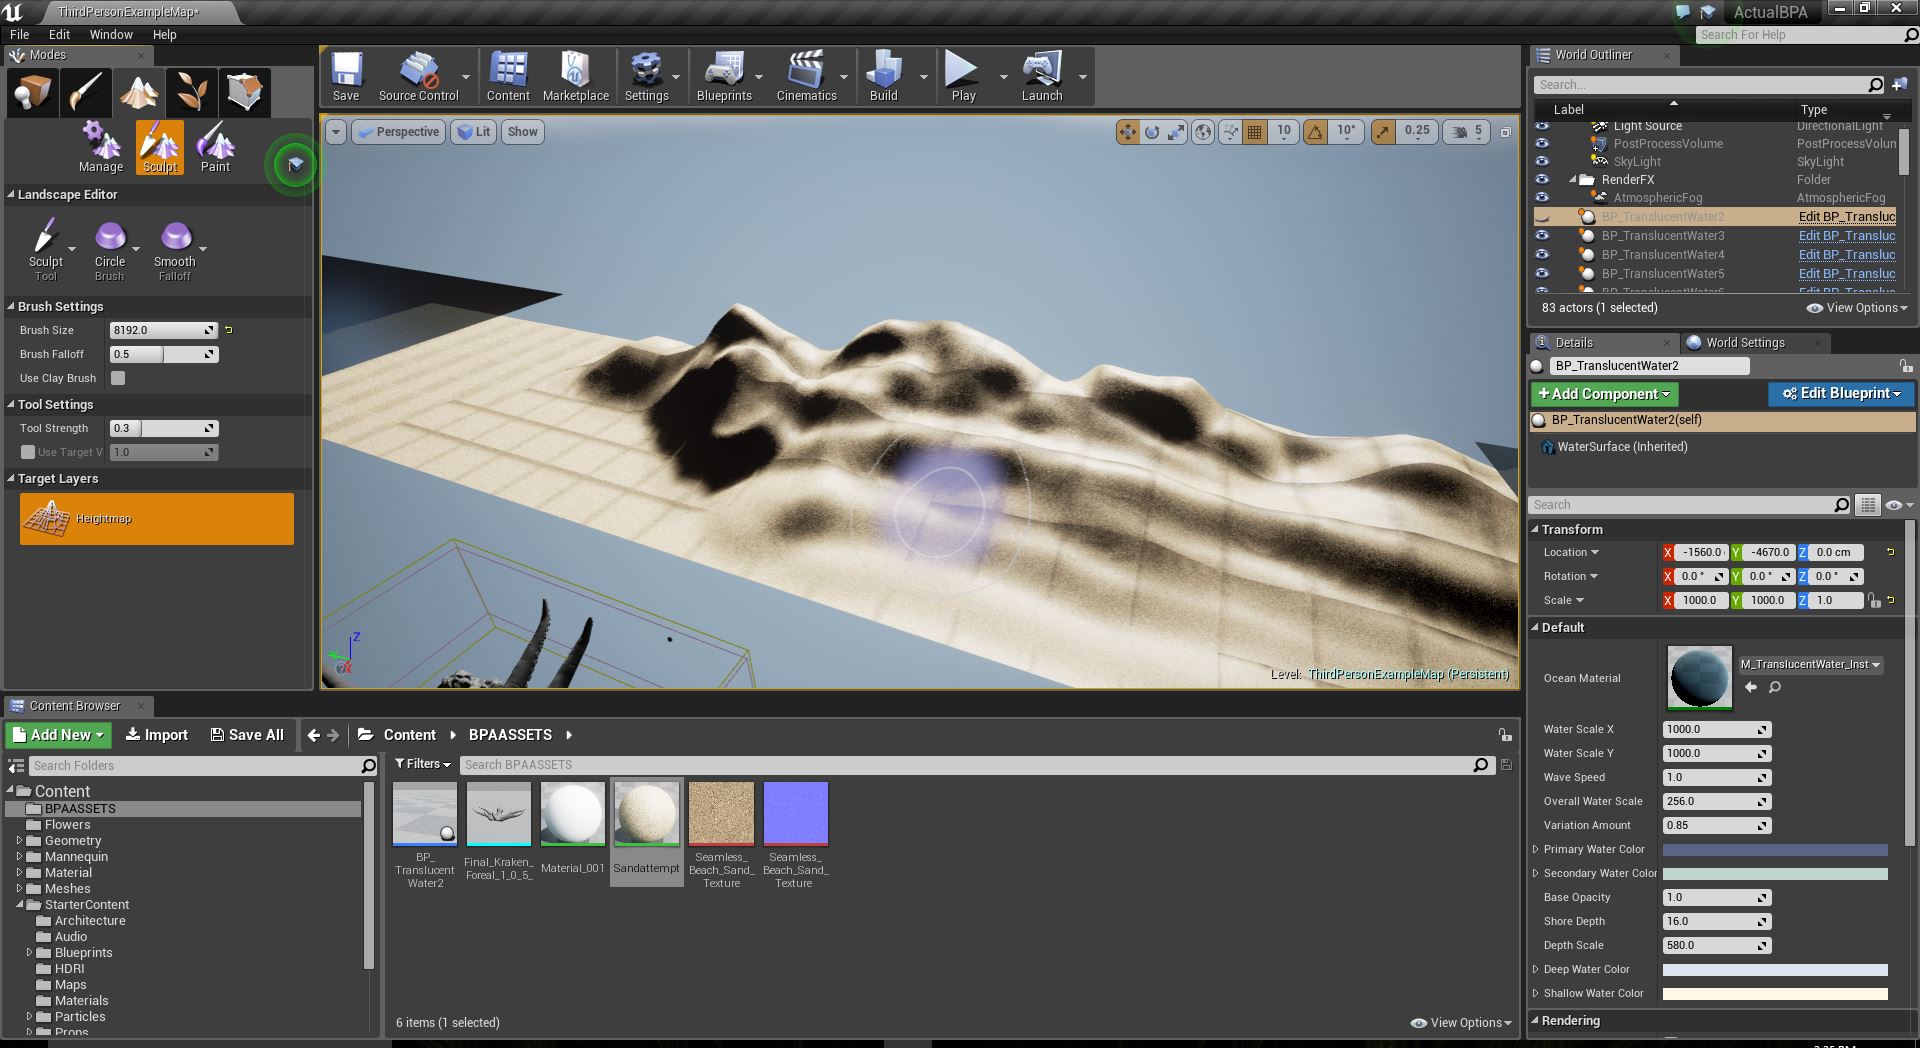 ThirdPersonExampleMap*
ActualBPA
File Edit Window Help
Search For Help
Modes
Manage Sculpt Paint
Landscape Editor
Sculpt Circle Smooth
Tool Brush Falloff
Brush Settings
Brush Size 8192.0
Brush Falloff 0.5
Use Clay Brush
Tool Settings
Tool Strength 0.3
Use Target V 1.0
Target Layers
Heightmap
Save Source Control Content Marketplace Settings Blueprints Cinematics Build Play Launch
Perspective Lit Show
10 10° 0.25 5
Level: ThirdPersonExampleMap (Persistent)
Z
World Outliner
Search...
Label Type
Light Source DirectionalLight
PostProcessVolume PostProcessVolun
SkyLight SkyLight
RenderFX Folder
AtmosphericFog AtmosphericFog
BP_TranslucentWater2 Edit BP_Transluc
BP_TranslucentWater3 Edit BP_Transluc
BP_TranslucentWater4 Edit BP_Transluc
BP_TranslucentWater5 Edit BP_Transluc
83 actors (1 selected) View Options
Details World Settings
BP_TranslucentWater2
+Add Component Edit Blueprint
BP_TranslucentWater2(self)
WaterSurface (Inherited)
Search
Transform
Location X -1560.0 Y -4670.0 Z 0.0 cm
Rotation X 0.0 ° Y 0.0 ° Z 0.0 °
Scale X 1000.0 Y 1000.0 Z 1.0
Default
Ocean Material M_TranslucentWater_Inst
Water Scale X 1000.0
Water Scale Y 1000.0
Wave Speed 1.0
Overall Water Scale 256.0
Variation Amount 0.85
Primary Water Color
Secondary Water Color
Base Opacity 1.0
Shore Depth 16.0
Depth Scale 580.0
Deep Water Color
Shallow Water Color
Rendering
Content Browser
Add New Import Save All Content BPAASSETS
Search Folders
Filters Search BPAASSETS
Content
BPAASSETS
Flowers
Geometry
Mannequin
Material
Meshes
StarterContent
Architecture
Audio
Blueprints
HDRI
Maps
Materials
Particles
Props
BP_
Translucent
Water2
Final_Kraken_
Foreal_1_0_5_
Material_001
Sandattempt
Seamless_
Beach_Sand_
Texture
Seamless_
Beach_Sand_
Texture
6 items (1 selected) View Options